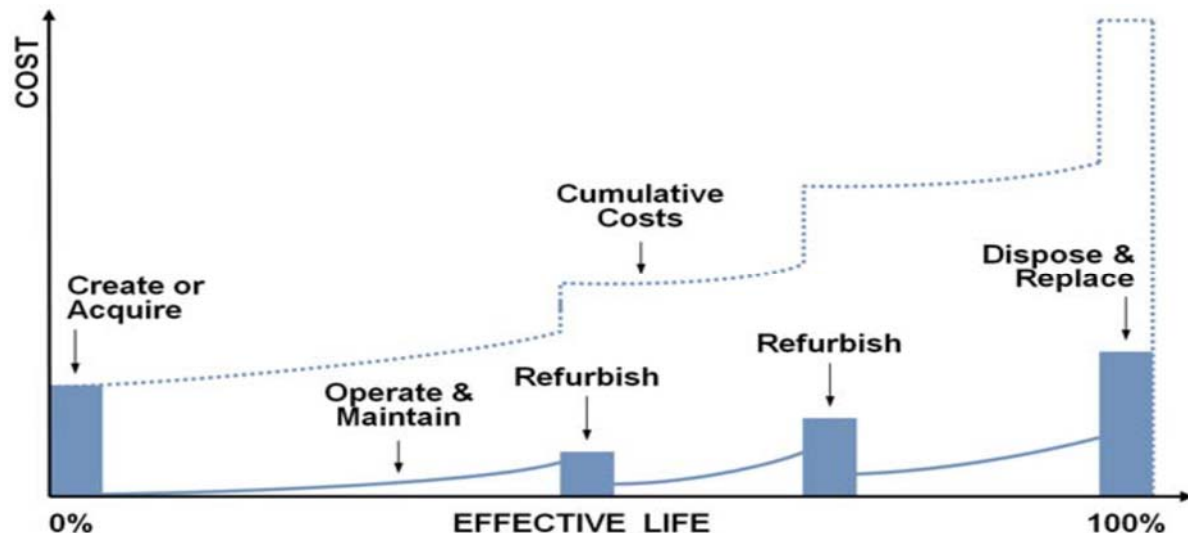 COST
Cumulative
Costs
Dispose &
Replace
Create or
Acquire
Refurbish
Operate &
Maintain
Refurbish
0%
EFFECTIVE LIFE
100%